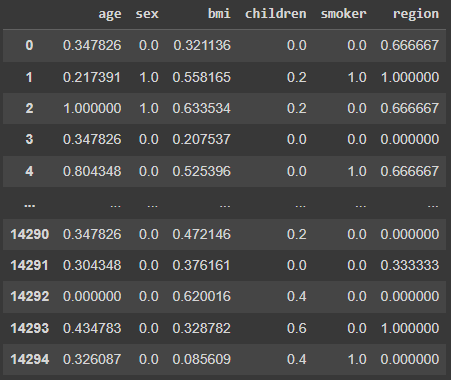 age sex bmi children smoker region
0 0.347826 0.0 0.321136 0.0 0.0 0.666667
1 0.217391 1.0 0.558165 0.2 1.0 1.000000
2 1.000000 1.0 0.633534 0.2 0.0 0.666667
3 0.347826 0.0 0.207537 0.0 0.0 0.000000
4 0.804348 0.0 0.525396 0.0 1.0 0.666667
... ... ... ... ... ... ...
14290 0.347826 0.0 0.472146 0.2 0.0 0.000000
14291 0.304348 0.0 0.376161 0.0 0.0 0.333333
14292 0.000000 0.0 0.620016 0.4 0.0 0.000000
14293 0.434783 0.0 0.328782 0.6 0.0 1.000000
14294 0.326087 0.0 0.085609 0.4 1.0 0.000000